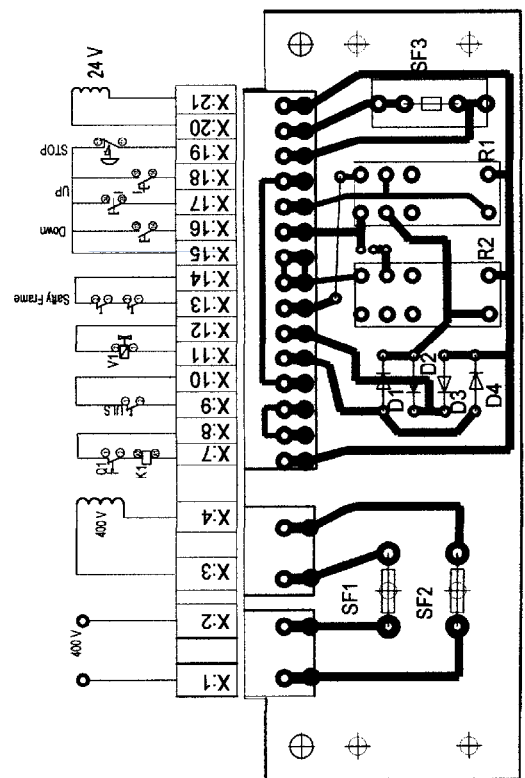 24 V
STOP
UP
Down
Safty Frame
V1
ULS
Q1
K1
400 V
400 V
X:21
X:20
X:19
X:18
X:17
X:16
X:15
X:14
X:13
X:12
X:11
X:10
X:9
X:8
X:7
X:4
X:3
X:2
X:1
SF3
R1
R2
D1
D2
D3
D4
SF1
SF2